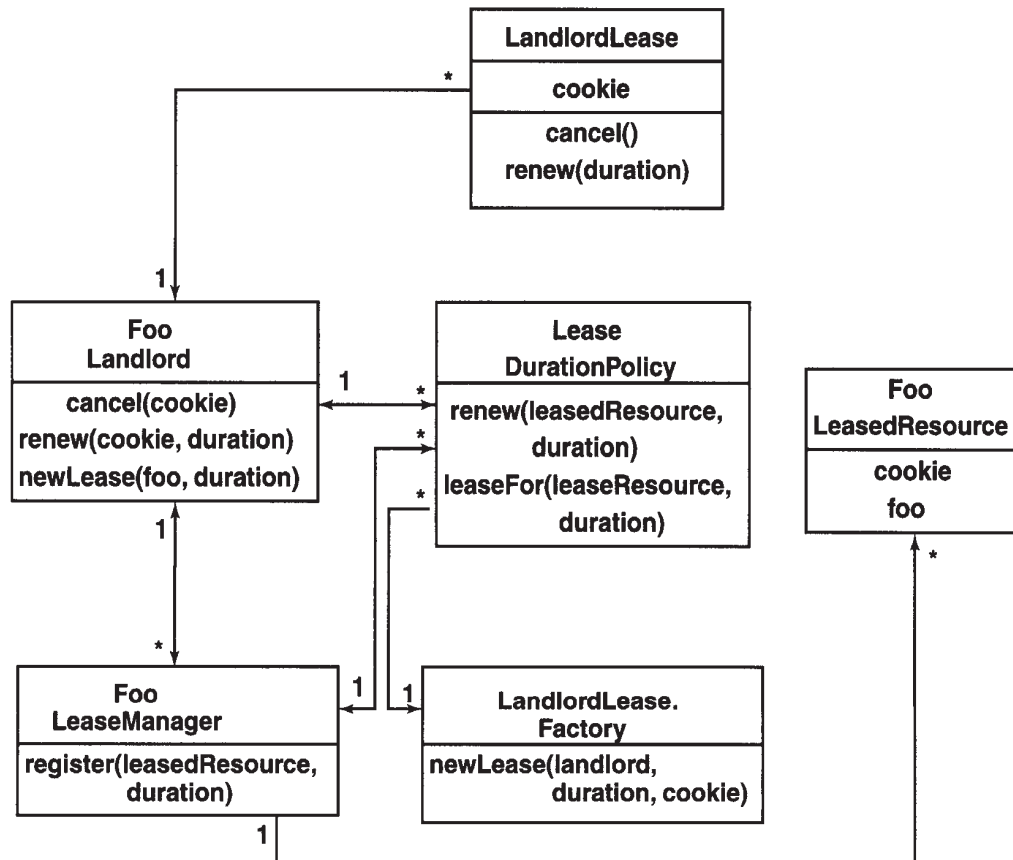 LandlordLease
*
cookie
cancel()
renew(duration)
1
Foo
Landlord
cancel(cookie)
renew(cookie, duration)
newLease(foo, duration)
1
*
Lease
DurationPolicy
renew(leasedResource,
duration)
*
leaseFor(leaseResource,
duration)
*
Foo
LeasedResource
cookie
foo
*
1
*
Foo
LeaseManager
register(leasedResource,
duration)
1
1
LandlordLease.
Factory
newLease(landlord,
duration, cookie)
1